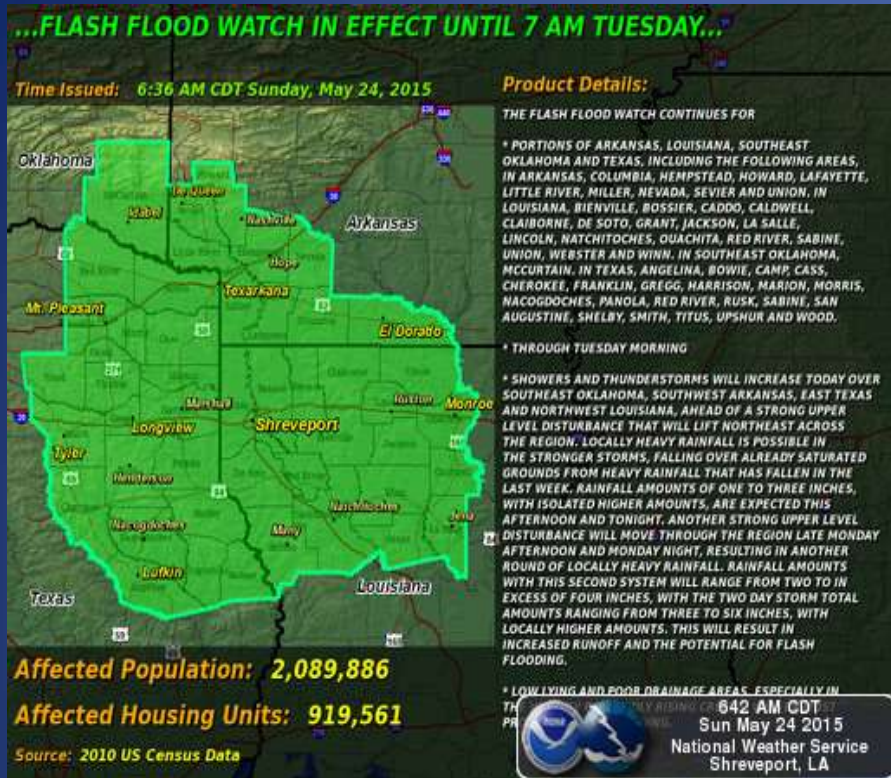 ...FLASH FLOOD WATCH IN EFFECT UNTIL 7 AM TUESDAY...
Time Issued: 6:36 AM CDT Sunday, May 24, 2015
Oklahoma
De Queen
Idabel
Nashville
Arkansas
Hope
Texarkana
Mt. Pleasant
El Dorado
Marshall
Ruston
Monroe
Longview
Shreveport
Tyler
Henderson
Natchitoches
Nacogdoches
Many
Jena
Lufkin
Texas
Louisiana
Affected Population: 2,089,886
Affected Housing Units: 919,561
Source: 2010 US Census Data
Product Details:
THE FLASH FLOOD WATCH CONTINUES FOR
* PORTIONS OF ARKANSAS, LOUISIANA, SOUTHEAST
OKLAHOMA AND TEXAS, INCLUDING THE FOLLOWING AREAS,
IN ARKANSAS, COLUMBIA, HEMPSTEAD, HOWARD, LAFAYETTE,
LITTLE RIVER, MILLER, NEVADA, SEVIER AND UNION. IN
LOUISIANA, BIENVILLE, BOSSIER, CADDO, CALDWELL,
CLAIBORNE, DE SOTO, GRANT, JACKSON, LA SALLE,
LINCOLN, NATCHITOCHES, OUACHITA, RED RIVER, SABINE,
UNION, WEBSTER AND WINN. IN SOUTHEAST OKLAHOMA,
MCCURTAIN. IN TEXAS, ANGELINA, BOWIE, CAMP, CASS,
CHEROKEE, FRANKLIN, GREGG, HARRISON, MARION, MORRIS,
NACOGDOCHES, PANOLA, RED RIVER, RUSK, SABINE, SAN
AUGUSTINE, SHELBY, SMITH, TITUS, UPSHUR AND WOOD.
* THROUGH TUESDAY MORNING
* SHOWERS AND THUNDERSTORMS WILL INCREASE TODAY OVER
SOUTHEAST OKLAHOMA, SOUTHWEST ARKANSAS, EAST TEXAS
AND NORTHWEST LOUISIANA, AHEAD OF A STRONG UPPER
LEVEL DISTURBANCE THAT WILL LIFT NORTHEAST ACROSS
THE REGION. LOCALLY HEAVY RAINFALL IS POSSIBLE IN
THE STRONGER STORMS, FALLING OVER ALREADY SATURATED
GROUNDS FROM HEAVY RAINFALL THAT HAS FALLEN IN THE
LAST WEEK. RAINFALL AMOUNTS OF ONE TO THREE INCHES,
WITH ISOLATED HIGHER AMOUNTS, ARE EXPECTED THIS
AFTERNOON AND TONIGHT. ANOTHER STRONG UPPER LEVEL
DISTURBANCE WILL MOVE THROUGH THE REGION LATE MONDAY
AFTERNOON AND MONDAY NIGHT, RESULTING IN ANOTHER
ROUND OF LOCALLY HEAVY RAINFALL. RAINFALL AMOUNTS
WITH THIS SECOND SYSTEM WILL RANGE FROM TWO TO IN
EXCESS OF FOUR INCHES, WITH THE TWO DAY STORM TOTAL
AMOUNTS RANGING FROM THREE TO SIX INCHES, WITH
LOCALLY HIGHER AMOUNTS. THIS WILL RESULT IN
INCREASED RUNOFF AND THE POTENTIAL FOR FLASH
FLOODING.
* LOW LYING AND POOR DRAINAGE AREAS, ESPECIALLY IN
642 AM CDT
Sun May 24 2015
National Weather Service
Shreveport, LA